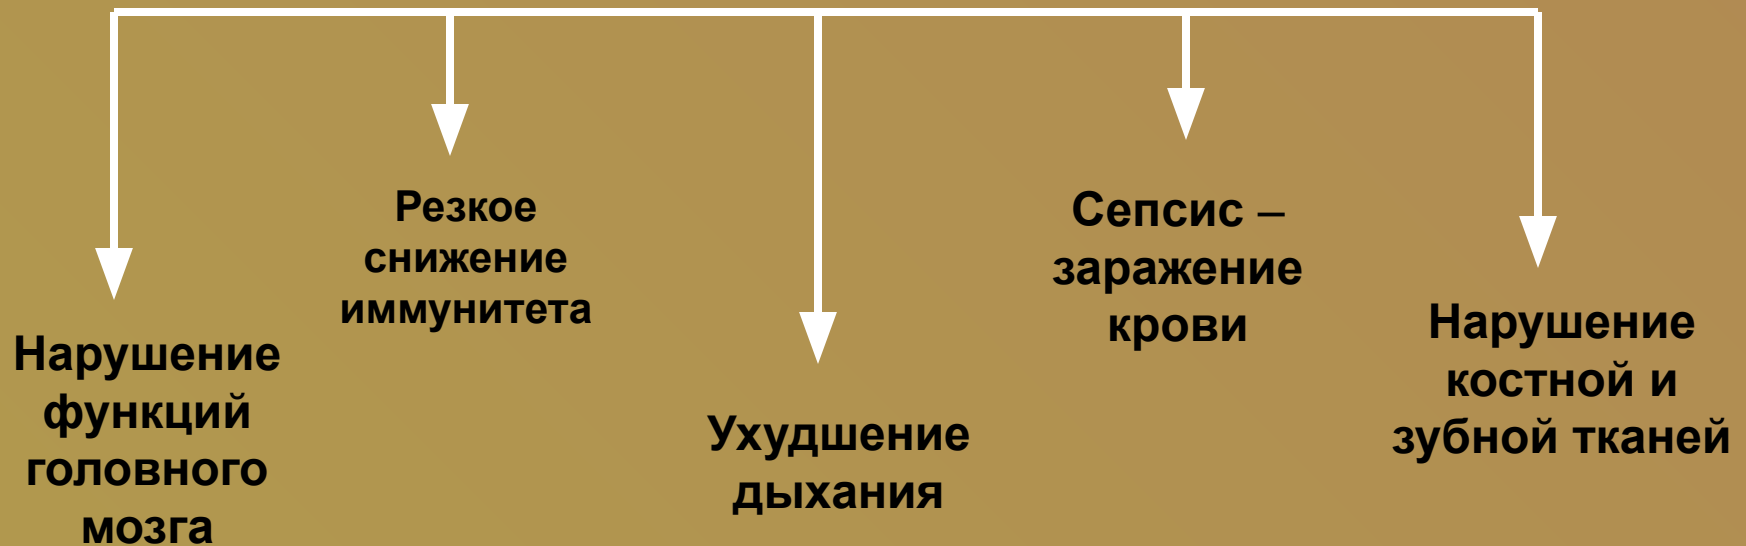 Нарушение
функций
головного
мозга
Резкое
снижение
иммунитета
Ухудшение
дыхания
Сепсис –
заражение
крови
Нарушение
костной и
зубной тканей